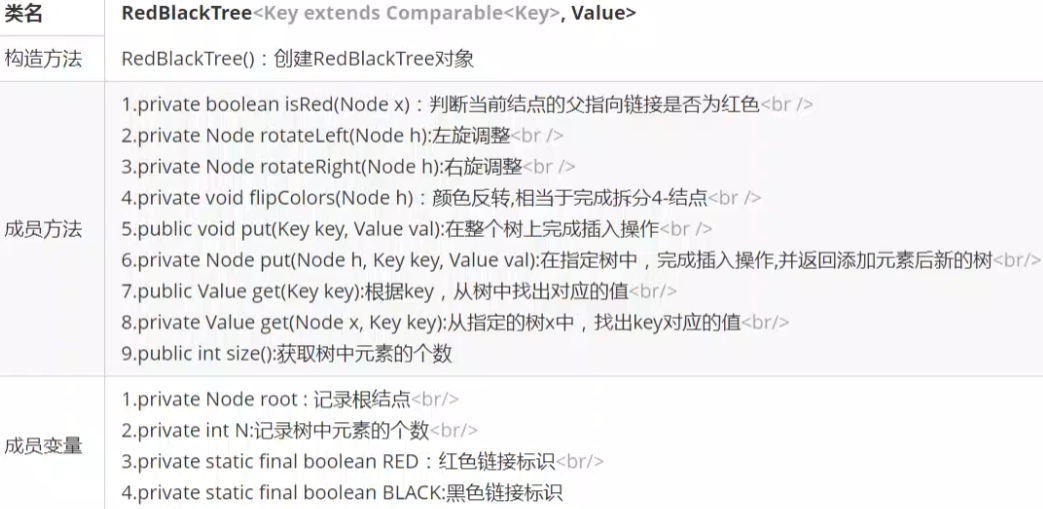 类名 RedBlackTree<Key extends Comparable<Key>, Value>
构造方法 RedBlackTree()：创建RedBlackTree对象
成员方法
1.private boolean isRed(Node x)：判断当前结点的父指向链接是否为红色<br />
2.private Node rotateLeft(Node h):左旋调整<br />
3.private Node rotateRight(Node h):右旋调整<br />
4.private void flipColors(Node h)：颜色反转,相当于完成拆分4-结点<br />
5.public void put(Key key, Value val):在整个树上完成插入操作<br />
6.private Node put(Node h, Key key, Value val):在指定树中，完成插入操作,并返回添加元素后新的树<br/>
7.public Value get(Key key):根据key，从树中找出对应的值<br/>
8.private Value get(Node x, Key key):从指定的树x中，找出key对应的值<br/>
9.public int size():获取树中元素的个数
成员变量
1.private Node root : 记录根结点<br/>
2.private int N:记录树中元素的个数<br/>
3.private static final boolean RED：红色链接标识<br/>
4.private static final boolean BLACK:黑色链接标识